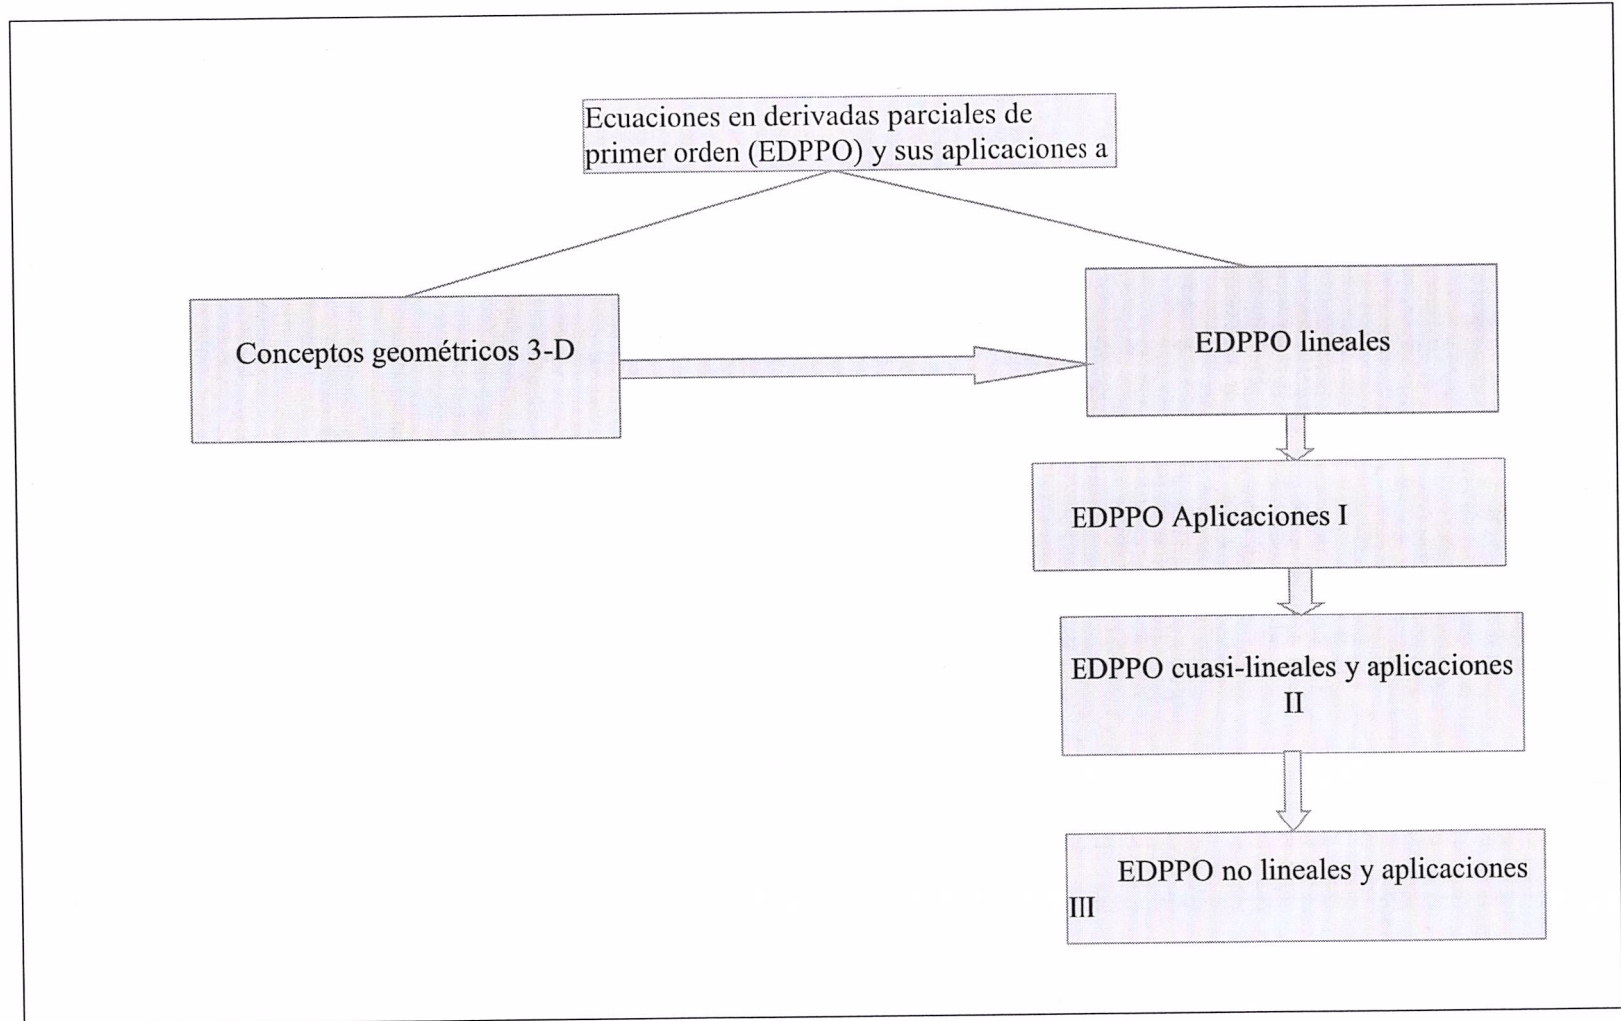 Ecuaciones en derivadas parciales de
primer orden (EDPPO) y sus aplicaciones a
Conceptos geométricos 3-D
EDPPO lineales
EDPPO Aplicaciones I
EDPPO cuasi-lineales y aplicaciones
II
EDPPO no lineales y aplicaciones
III